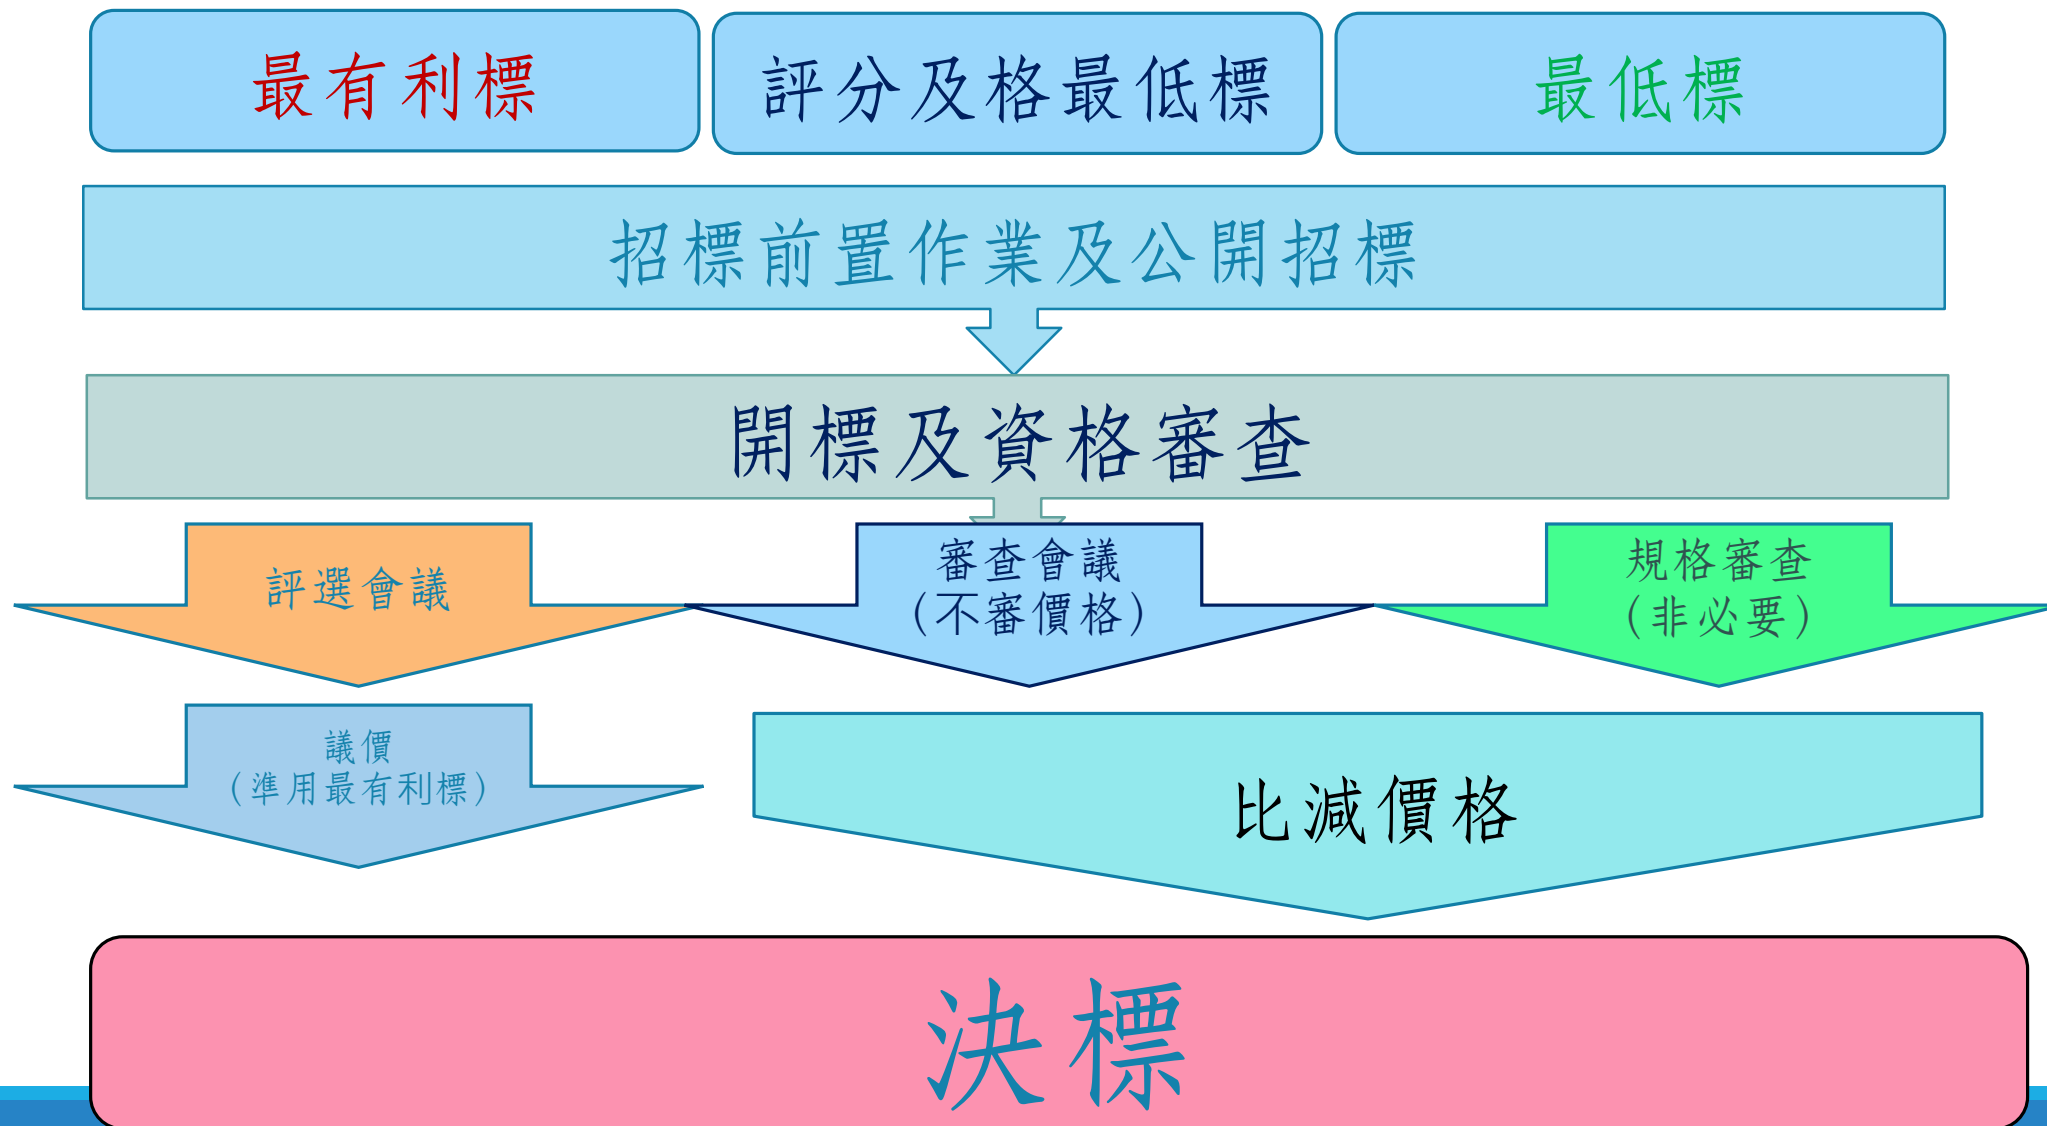 最有利標
評分及格最低標
最低標
招標前置作業及公開招標
開標及資格審查
評選會議
審查會議
(不審價格)
規格審查
(非必要)
議價
(準用最有利標)
比減價格
決標